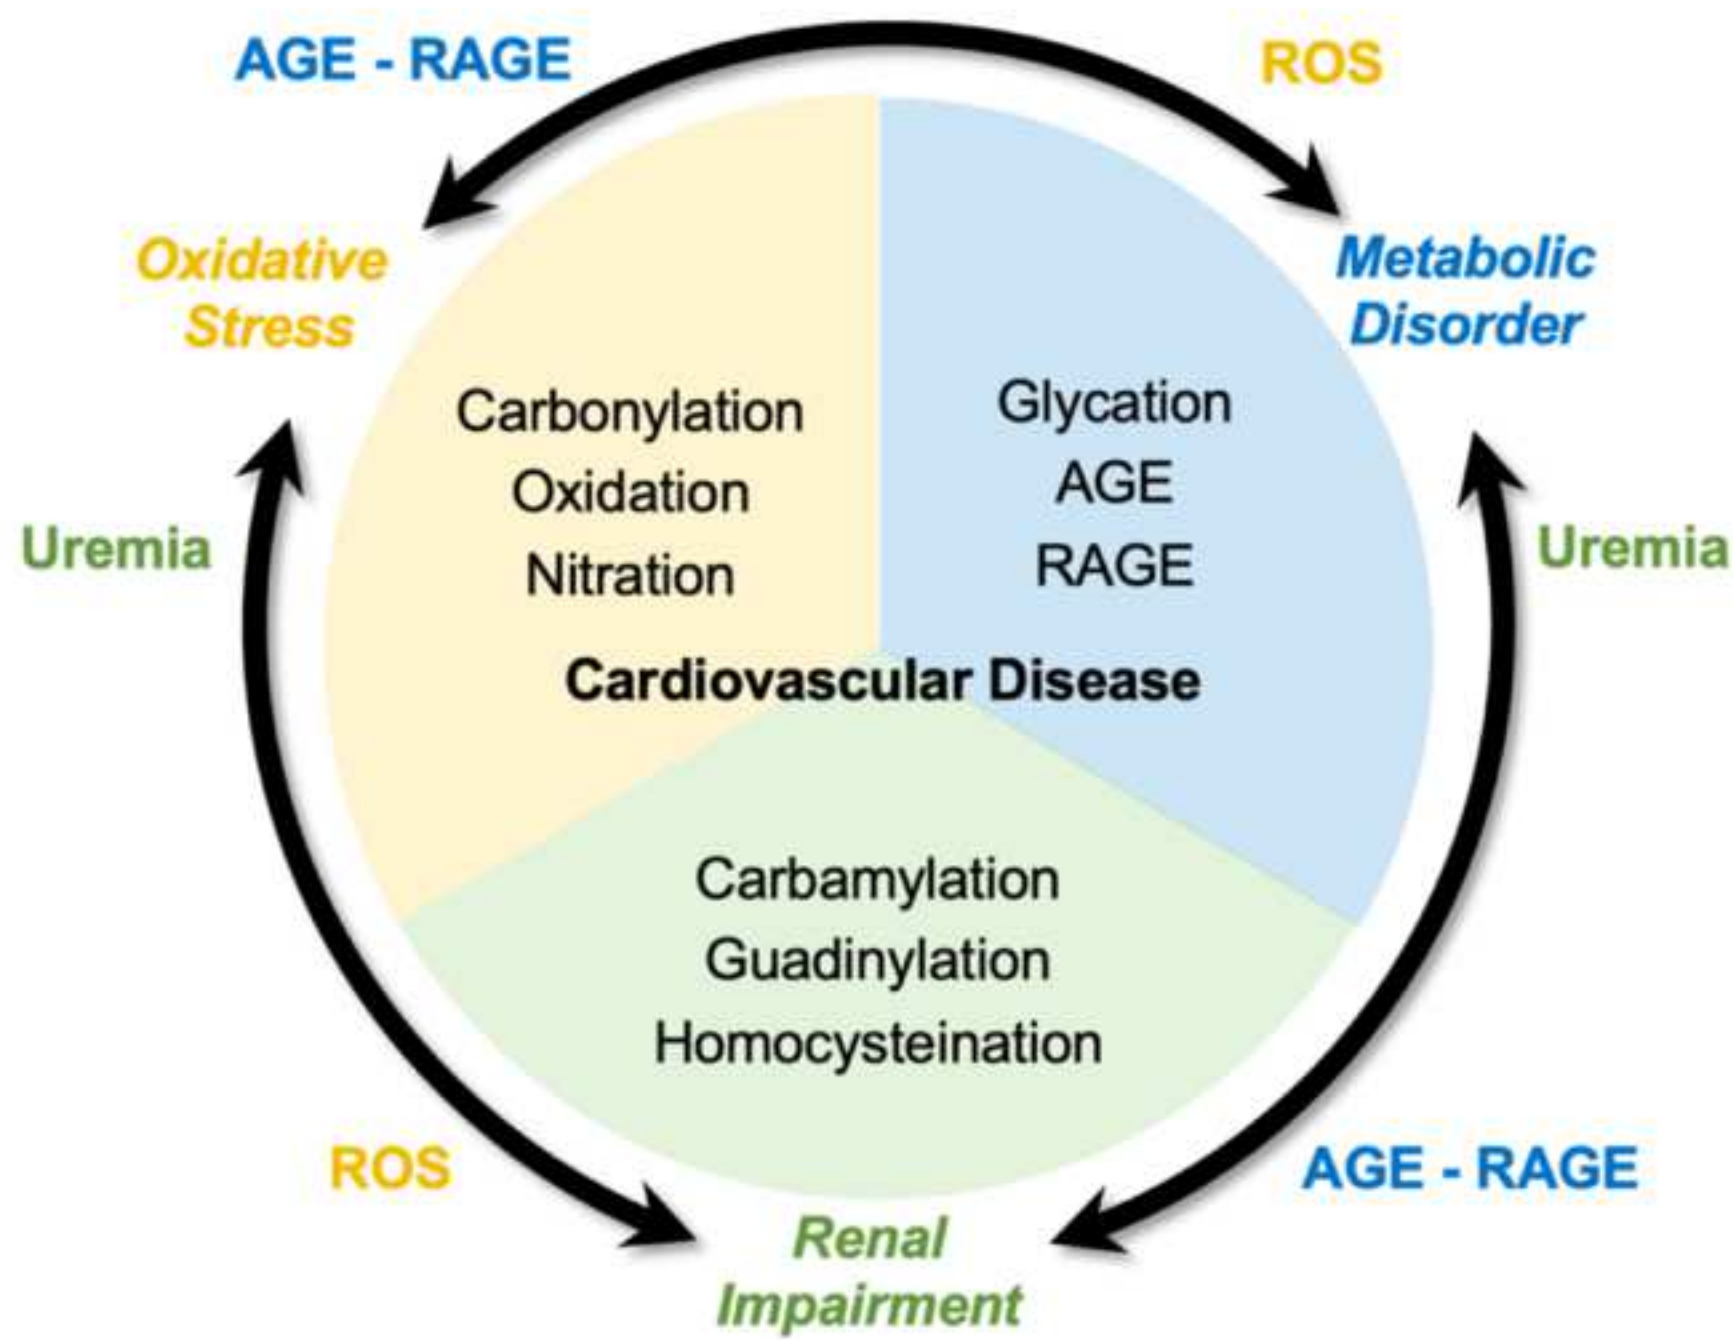 AGE - RAGE
ROS
Oxidative
Stress
Metabolic
Disorder
Carbonylation
Oxidation
Nitration
Glycation
AGE
RAGE
Uremia
Uremia
Cardiovascular Disease
Carbamylation
Guadinylation
Homocysteination
ROS
AGE - RAGE
Renal
Impairment